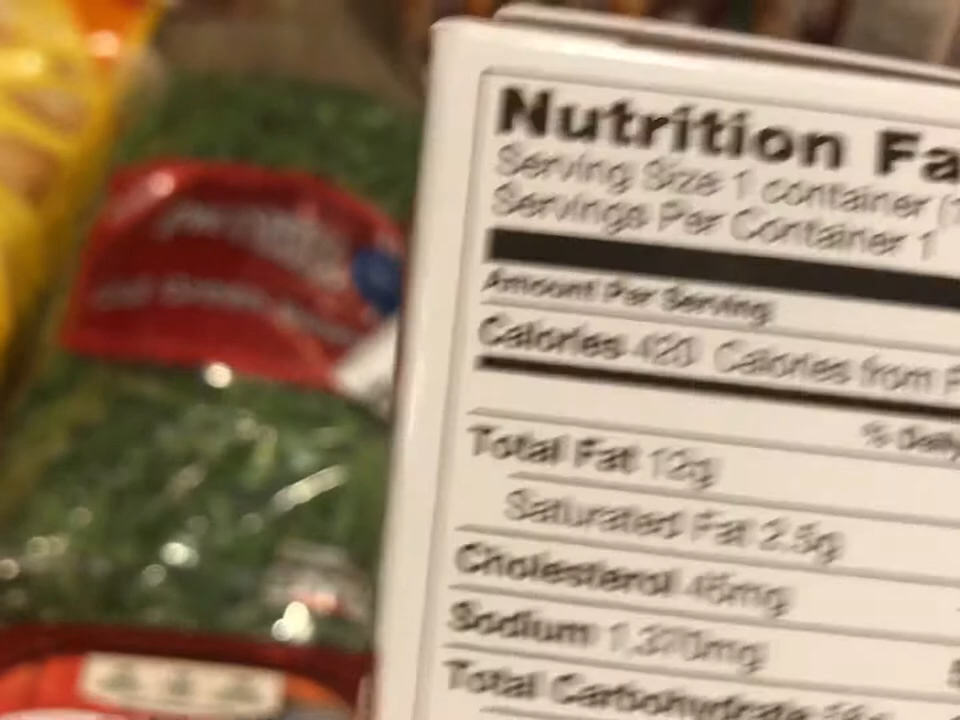 Nutrition Fa
Serving Size 1 container (1
Servings Per Container 1
Amount Per Serving
Calories 420 Calories from F
% Daily
Total Fat 12g
Saturated Fat 2.5g
Cholesterol 45mg
Sodium 1,370mg
Total Carbohydrate